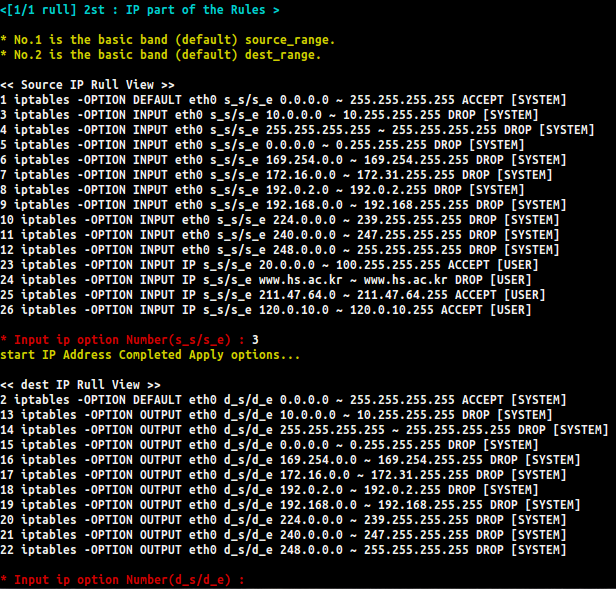 <[1/1 rull] 2st : IP part of the Rules >
* No.1 is the basic band (default) source_range.
* No.2 is the basic band (default) dest_range.
<< Source IP Rull View >>
1 iptables -OPTION DEFAULT eth0 s_s/s_e 0.0.0.0 ~ 255.255.255.255 ACCEPT [SYSTEM]
3 iptables -OPTION INPUT eth0 s_s/s_e 10.0.0.0 ~ 10.255.255.255 DROP [SYSTEM]
4 iptables -OPTION INPUT eth0 s_s/s_e 255.255.255.255 ~ 255.255.255.255 DROP [SYSTEM]
5 iptables -OPTION INPUT eth0 s_s/s_e 0.0.0.0 ~ 0.255.255.255 DROP [SYSTEM]
6 iptables -OPTION INPUT eth0 s_s/s_e 169.254.0.0 ~ 169.254.255.255 DROP [SYSTEM]
7 iptables -OPTION INPUT eth0 s_s/s_e 172.16.0.0 ~ 172.31.255.255 DROP [SYSTEM]
8 iptables -OPTION INPUT eth0 s_s/s_e 192.0.2.0 ~ 192.0.2.255 DROP [SYSTEM]
9 iptables -OPTION INPUT eth0 s_s/s_e 192.168.0.0 ~ 192.168.255.255 DROP [SYSTEM]
10 iptables -OPTION INPUT eth0 s_s/s_e 224.0.0.0 ~ 239.255.255.255 DROP [SYSTEM]
11 iptables -OPTION INPUT eth0 s_s/s_e 240.0.0.0 ~ 247.255.255.255 DROP [SYSTEM]
12 iptables -OPTION INPUT eth0 s_s/s_e 248.0.0.0 ~ 255.255.255.255 DROP [SYSTEM]
23 iptables -OPTION INPUT IP s_s/s_e 20.0.0.0 ~ 100.255.255.255 ACCEPT [USER]
24 iptables -OPTION INPUT IP s_s/s_e www.hs.ac.kr ~ www.hs.ac.kr DROP [USER]
25 iptables -OPTION INPUT IP s_s/s_e 211.47.64.0 ~ 211.47.64.255 ACCEPT [USER]
26 iptables -OPTION INPUT IP s_s/s_e 120.0.10.0 ~ 120.0.10.255 ACCEPT [USER]
* Input ip option Number(s_s/s_e) : 3
start IP Address Completed Apply options...
<< dest IP Rull View >>
2 iptables -OPTION DEFAULT eth0 d_s/d_e 0.0.0.0 ~ 255.255.255.255 ACCEPT [SYSTEM]
13 iptables -OPTION OUTPUT eth0 d_s/d_e 10.0.0.0 ~ 10.255.255.255 DROP [SYSTEM]
14 iptables -OPTION OUTPUT eth0 d_s/d_e 255.255.255.255 ~ 255.255.255.255 DROP [SYSTEM]
15 iptables -OPTION OUTPUT eth0 d_s/d_e 0.0.0.0 ~ 0.255.255.255 DROP [SYSTEM]
16 iptables -OPTION OUTPUT eth0 d_s/d_e 169.254.0.0 ~ 169.254.255.255 DROP [SYSTEM]
17 iptables -OPTION OUTPUT eth0 d_s/d_e 172.16.0.0 ~ 172.31.255.255 DROP [SYSTEM]
18 iptables -OPTION OUTPUT eth0 d_s/d_e 192.0.2.0 ~ 192.0.2.255 DROP [SYSTEM]
19 iptables -OPTION OUTPUT eth0 d_s/d_e 192.168.0.0 ~ 192.168.255.255 DROP [SYSTEM]
20 iptables -OPTION OUTPUT eth0 d_s/d_e 224.0.0.0 ~ 239.255.255.255 DROP [SYSTEM]
21 iptables -OPTION OUTPUT eth0 d_s/d_e 240.0.0.0 ~ 247.255.255.255 DROP [SYSTEM]
22 iptables -OPTION OUTPUT eth0 d_s/d_e 248.0.0.0 ~ 255.255.255.255 DROP [SYSTEM]
* Input ip option Number(d_s/d_e) :